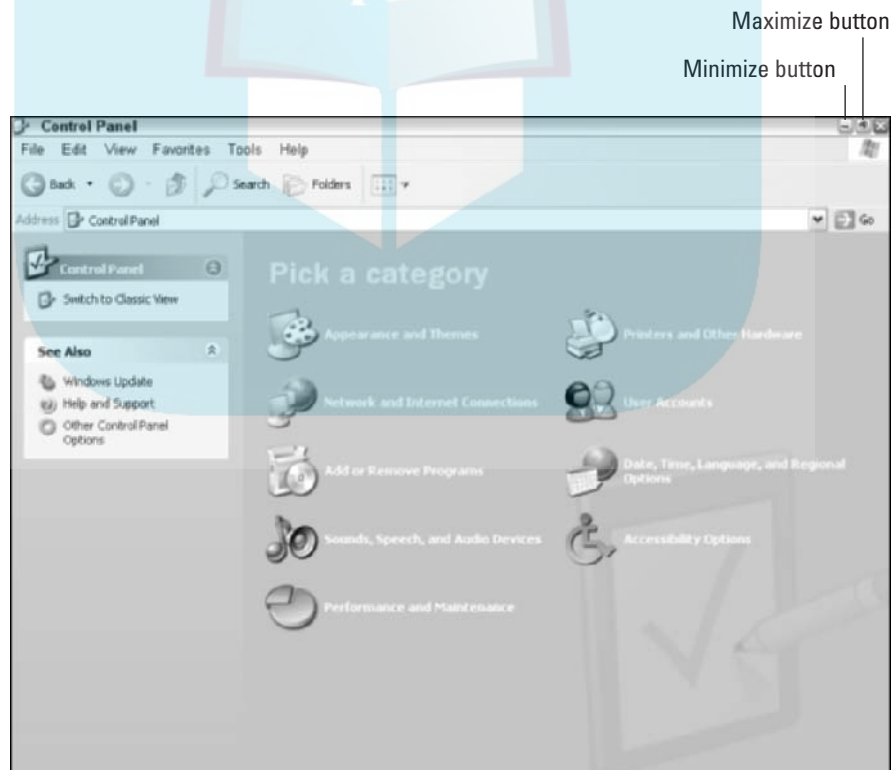 Maximize button
Minimize button
Control Panel
File Edit View Favorites Tools Help
Back Search Folders
Address Control Panel Go
Control Panel
Switch to Classic View
See Also
Windows Update
Help and Support
Other Control Panel
Options
Pick a category
Appearance and Themes
Printers and Other Hardware
Network and Internet Connections
User Accounts
Add or Remove Programs
Date, Time, Language, and Regional
Options
Sounds, Speech, and Audio Devices
Accessibility Options
Performance and Maintenance